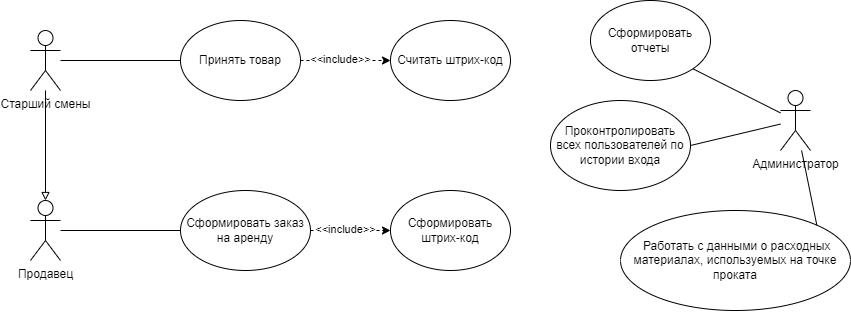 Старший смены
Принять товар
<<include>>
Считать штрих-код
Продавец
Сформировать заказ
на аренду
<<include>>
Сформировать
штрих-код
Сформировать
отчеты
Проконтролировать
всех пользователей по
истории входа
Администратор
Работать с данными о расходных
материалах, используемых на точке
проката